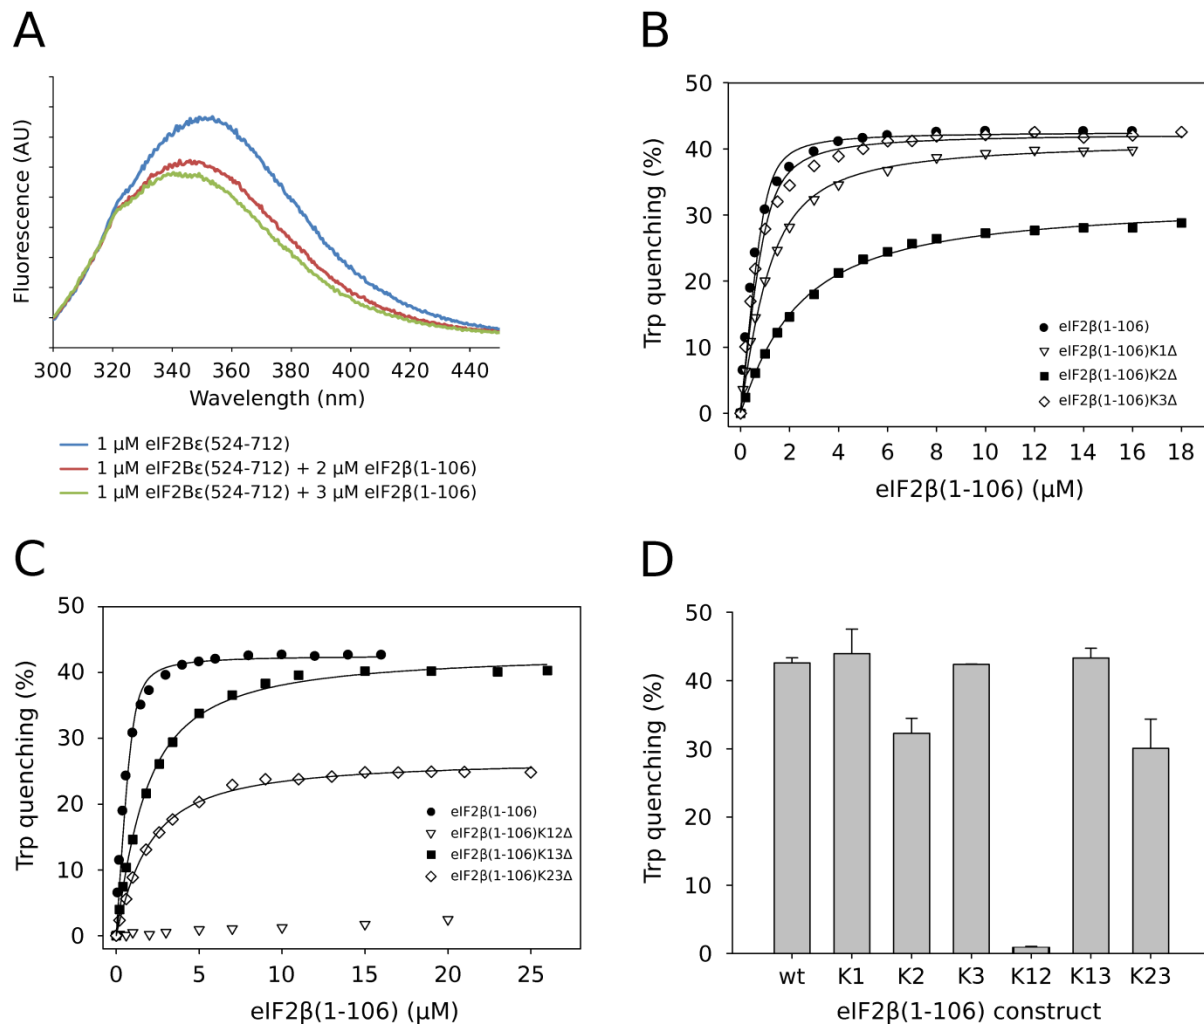 A
Fluorescence (AU)
300 320 340 360 380 400 420 440
Wavelength (nm)
1 µM eIF2Bε(524-712)
1 µM eIF2Bε(524-712) + 2 µM eIF2β(1-106)
1 µM eIF2Bε(524-712) + 3 µM eIF2β(1-106)
B
Trp quenching (%)
50
40
30
20
10
0
eIF2β(1-106)
eIF2β(1-106)K1Δ
eIF2β(1-106)K2Δ
eIF2β(1-106)K3Δ
0 2 4 6 8 10 12 14 16 18
eIF2β(1-106) (µM)
C
Trp quenching (%)
50
40
30
20
10
0
eIF2β(1-106)
eIF2β(1-106)K12Δ
eIF2β(1-106)K13Δ
eIF2β(1-106)K23Δ
0 5 10 15 20 25
eIF2β(1-106) (µM)
D
Trp quenching (%)
50
40
30
20
10
0
wt K1 K2 K3 K12 K13 K23
eIF2β(1-106) construct